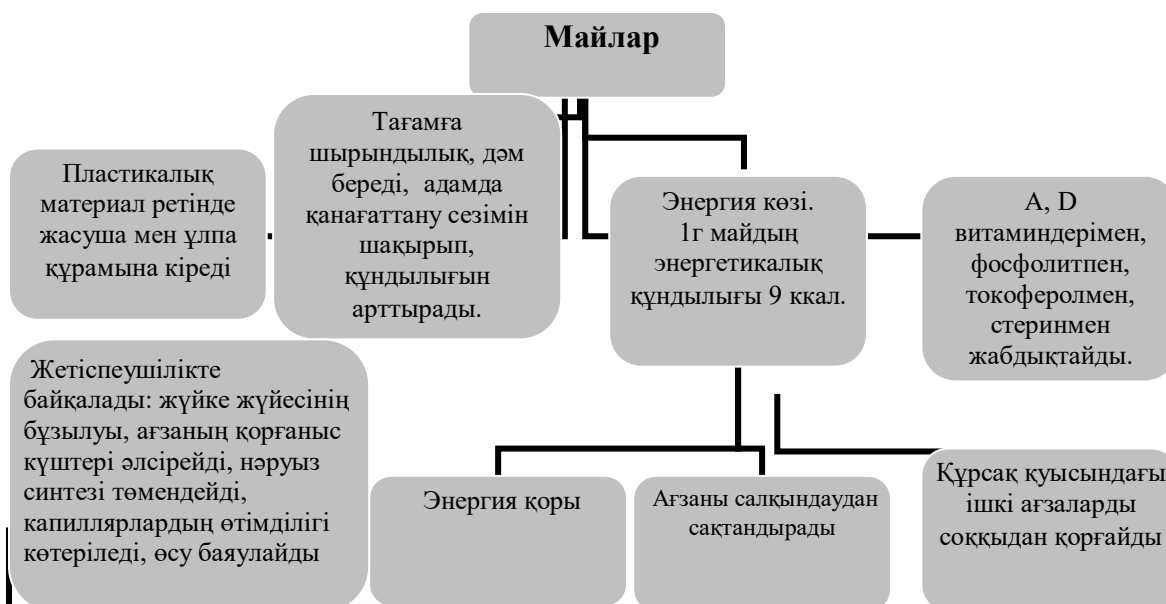 Майлар
Тағамға
шырындылық, дәм
береді,  адамда
қанағаттану сезімін
шақырып,
құндылығын
арттырады.
Пластикалық
материал ретінде
жасуша мен ұлпа
құрамына кіреді
Энергия көзі.
1г майдың
энергетикалық
құндылығы 9 ккал.
A, D
витаминдерімен,
фосфолитпен,
токоферолмен,
стеринмен
жабдықтайды.
Жетіспеушілікте
байқалады: жүйке жүйесінің
бұзылуы, ағзаның қорғаныс
күштері әлсірейді, нәруыз
синтезі төмендейді,
капиллярлардың өтімділігі
көтеріледі, өсу баяулайды
Энергия қоры
Ағзаны салқындаудан
сақтандырады
Құрсақ қуысындағы
ішкі ағзаларды
соққыдан қорғайды